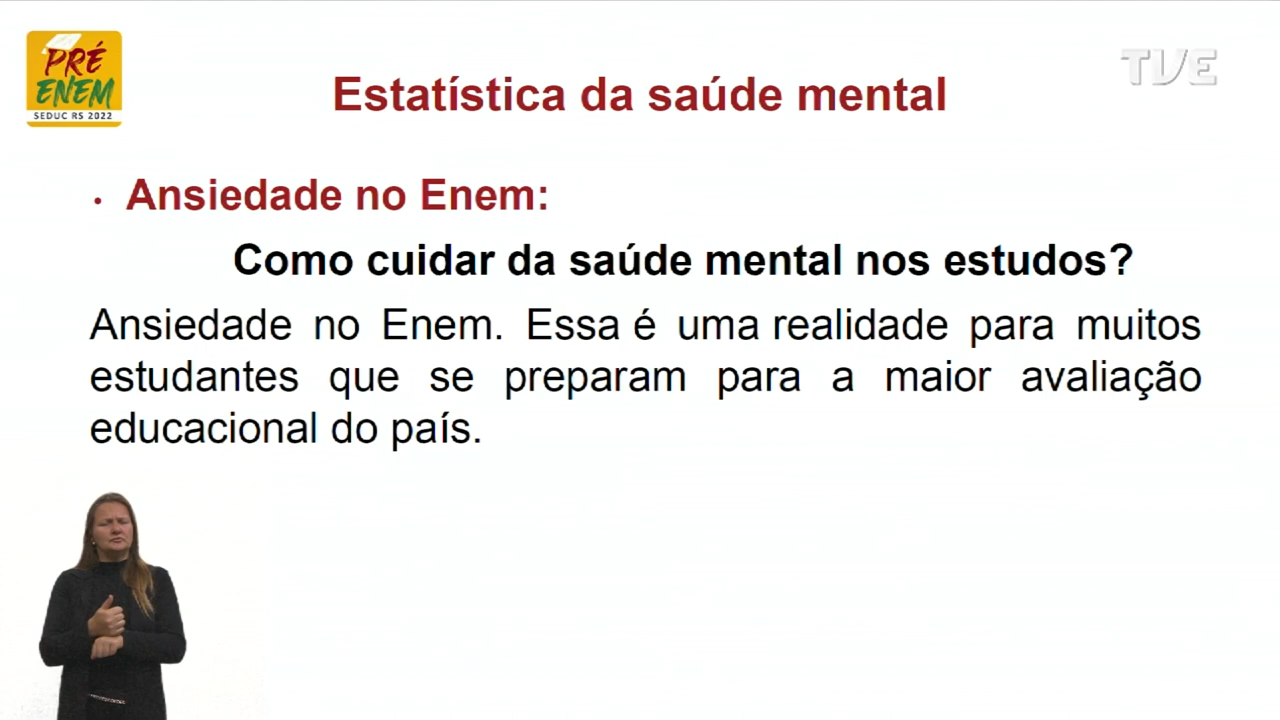 PRÉ
ENEM
SEDUC RS 2022
TVE
Estatística da saúde mental
• Ansiedade no Enem:
Como cuidar da saúde mental nos estudos?
Ansiedade no Enem. Essa é uma realidade para muitos
estudantes que se preparam para a maior avaliação
educacional do país.